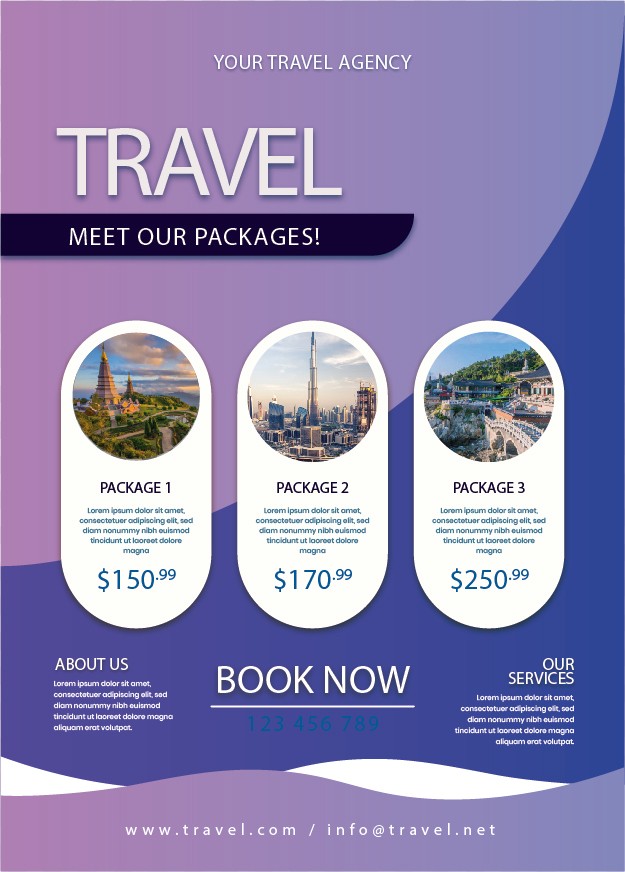 YOUR TRAVEL AGENCY
TRAVEL
MEET OUR PACKAGES!
PACKAGE 1
Lorem ipsum dolor sit amet,
consectetuer adipiscing elit, sed
diam nonummy nibh euismod
tincidunt ut laoreet dolore
magna
$150.99
PACKAGE 2
Lorem ipsum dolor sit amet,
consectetuer adipiscing elit, sed
diam nonummy nibh euismod
tincidunt ut laoreet dolore
magna
$170.99
PACKAGE 3
Lorem ipsum dolor sit amet,
consectetuer adipiscing elit, sed
diam nonummy nibh euismod
tincidunt ut laoreet dolore
magna
$250.99
ABOUT US
Lorem ipsum dolor sit amet,
consectetuer adipiscing elit, sed
diam nonummy nibh euismod
tincidunt ut laoreet dolore magna
aliquam erat volutpat.
BOOK NOW
123 456 789
OUR
SERVICES
Lorem ipsum dolor sit amet,
consectetuer adipiscing elit, sed
diam nonummy nibh euismod
tincidunt ut laoreet dolore magna
aliquam erat volutpat.
www.travel.com / info@travel.net